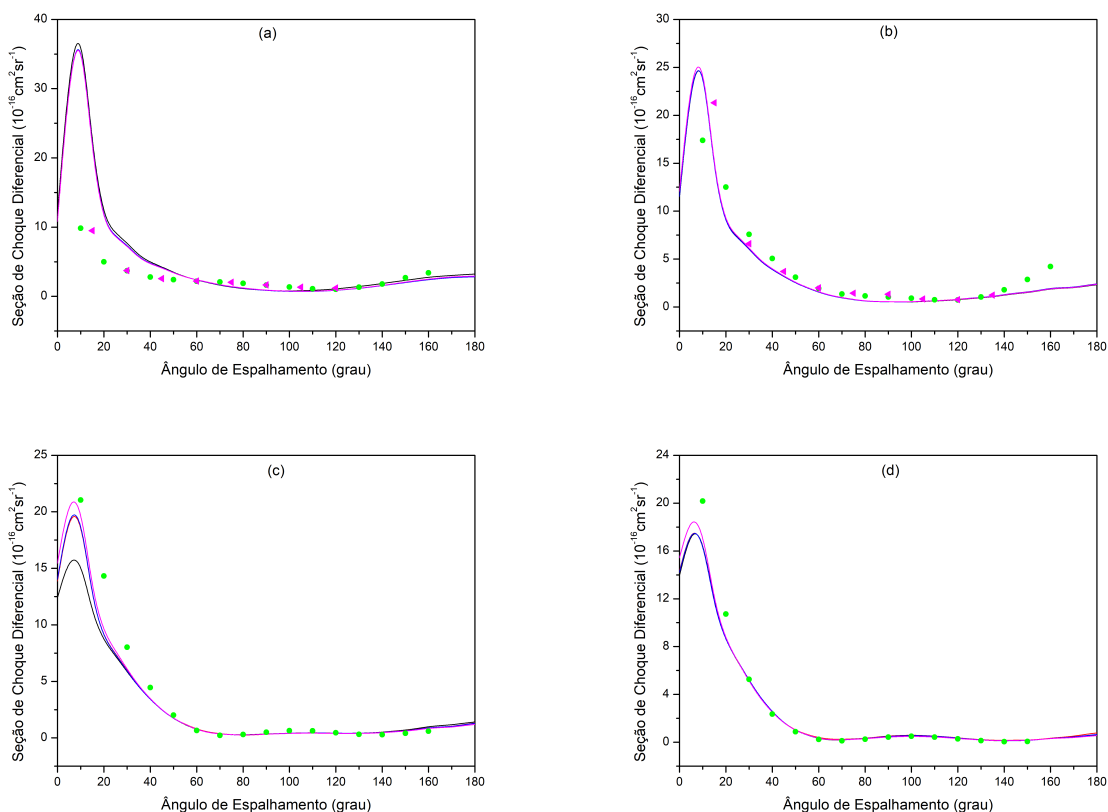 (a)
Seção de Choque Diferencial (10⁻¹⁶cm²sr⁻¹)
40
30
20
10
0
0 20 40 60 80 100 120 140 160 180
Ângulo de Espalhamento (grau)
(b)
Seção de Choque Diferencial (10⁻¹⁶cm²sr⁻¹)
30
25
20
15
10
5
0
0 20 40 60 80 100 120 140 160 180
Ângulo de Espalhamento (grau)
(c)
Seção de Choque Diferencial (10⁻¹⁶cm²sr⁻¹)
25
20
15
10
5
0
0 20 40 60 80 100 120 140 160 180
Ângulo de Espalhamento (grau)
(d)
Seção de Choque Diferencial (10⁻¹⁶cm²sr⁻¹)
24
20
16
12
8
4
0
0 20 40 60 80 100 120 140 160 180
Ângulo de Espalhamento (grau)